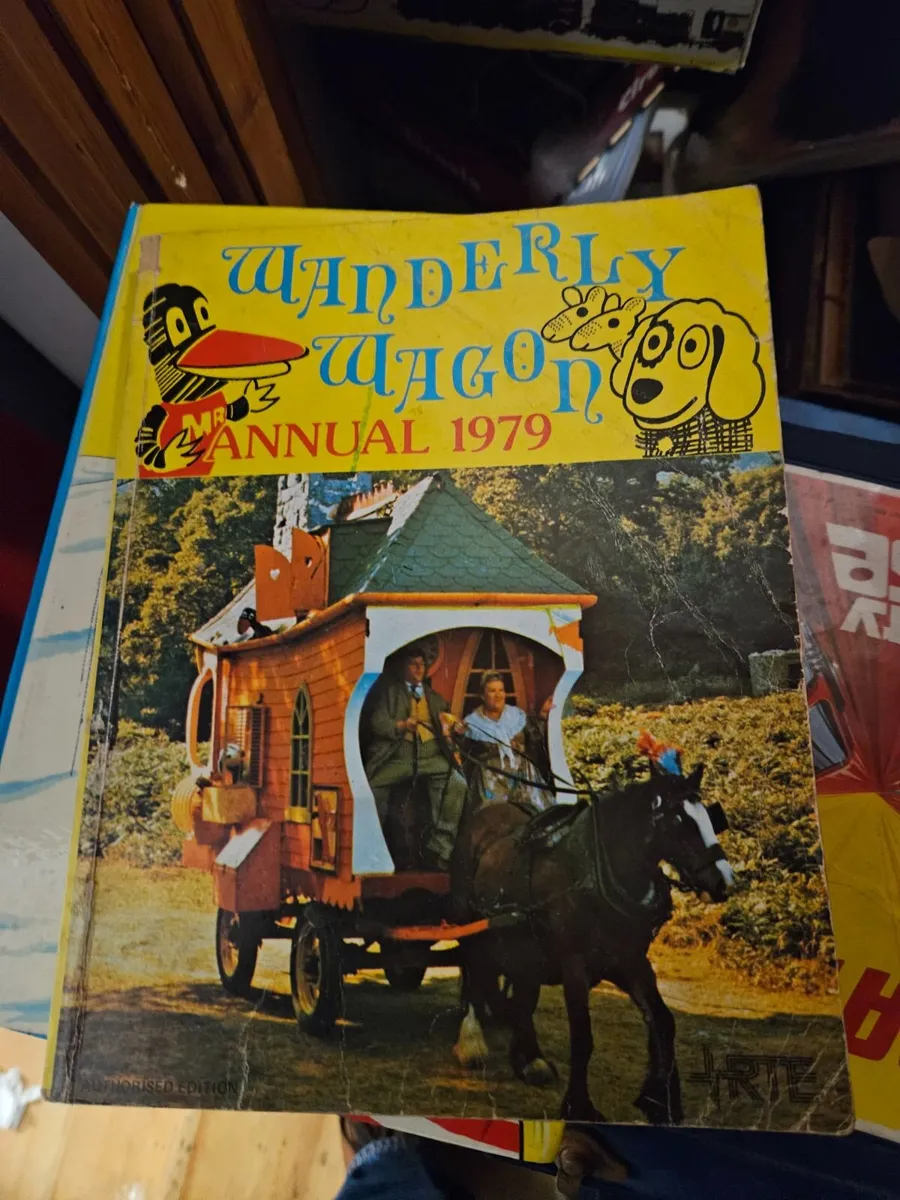 WANDERLY
WAGON
MR
ANNUAL 1979
AUTHORISED EDITION
RTE